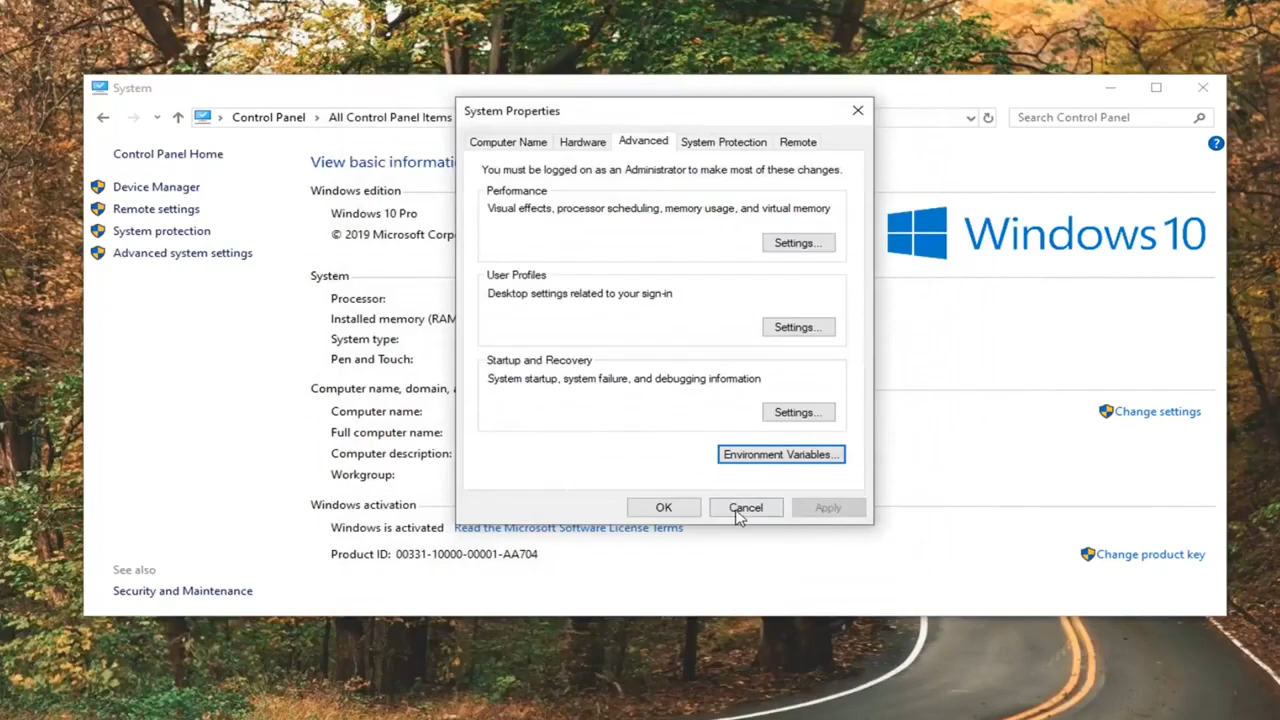 System
System Properties
Control Panel > All Control Panel Items
Search Control Panel
Computer Name Hardware Advanced System Protection Remote
Control Panel Home
Device Manager
Remote settings
System protection
Advanced system settings
See also
Security and Maintenance
View basic informati
Windows edition
Windows 10 Pro
© 2019 Microsoft Corp
System
Processor:
Installed memory (RAM
System type:
Pen and Touch:
Computer name, domain, a
Computer name:
Full computer name:
Computer description:
Workgroup:
Windows activation
Windows is activated Read the Microsoft Software License Terms
Product ID: 00331-10000-00001-AA704
You must be logged on as an Administrator to make most of these changes.
Performance
Visual effects, processor scheduling, memory usage, and virtual memory
Settings...
User Profiles
Desktop settings related to your sign-in
Settings...
Startup and Recovery
System startup, system failure, and debugging information
Settings...
Environment Variables...
OK Cancel Apply
?
Windows 10
Change settings
Change product key